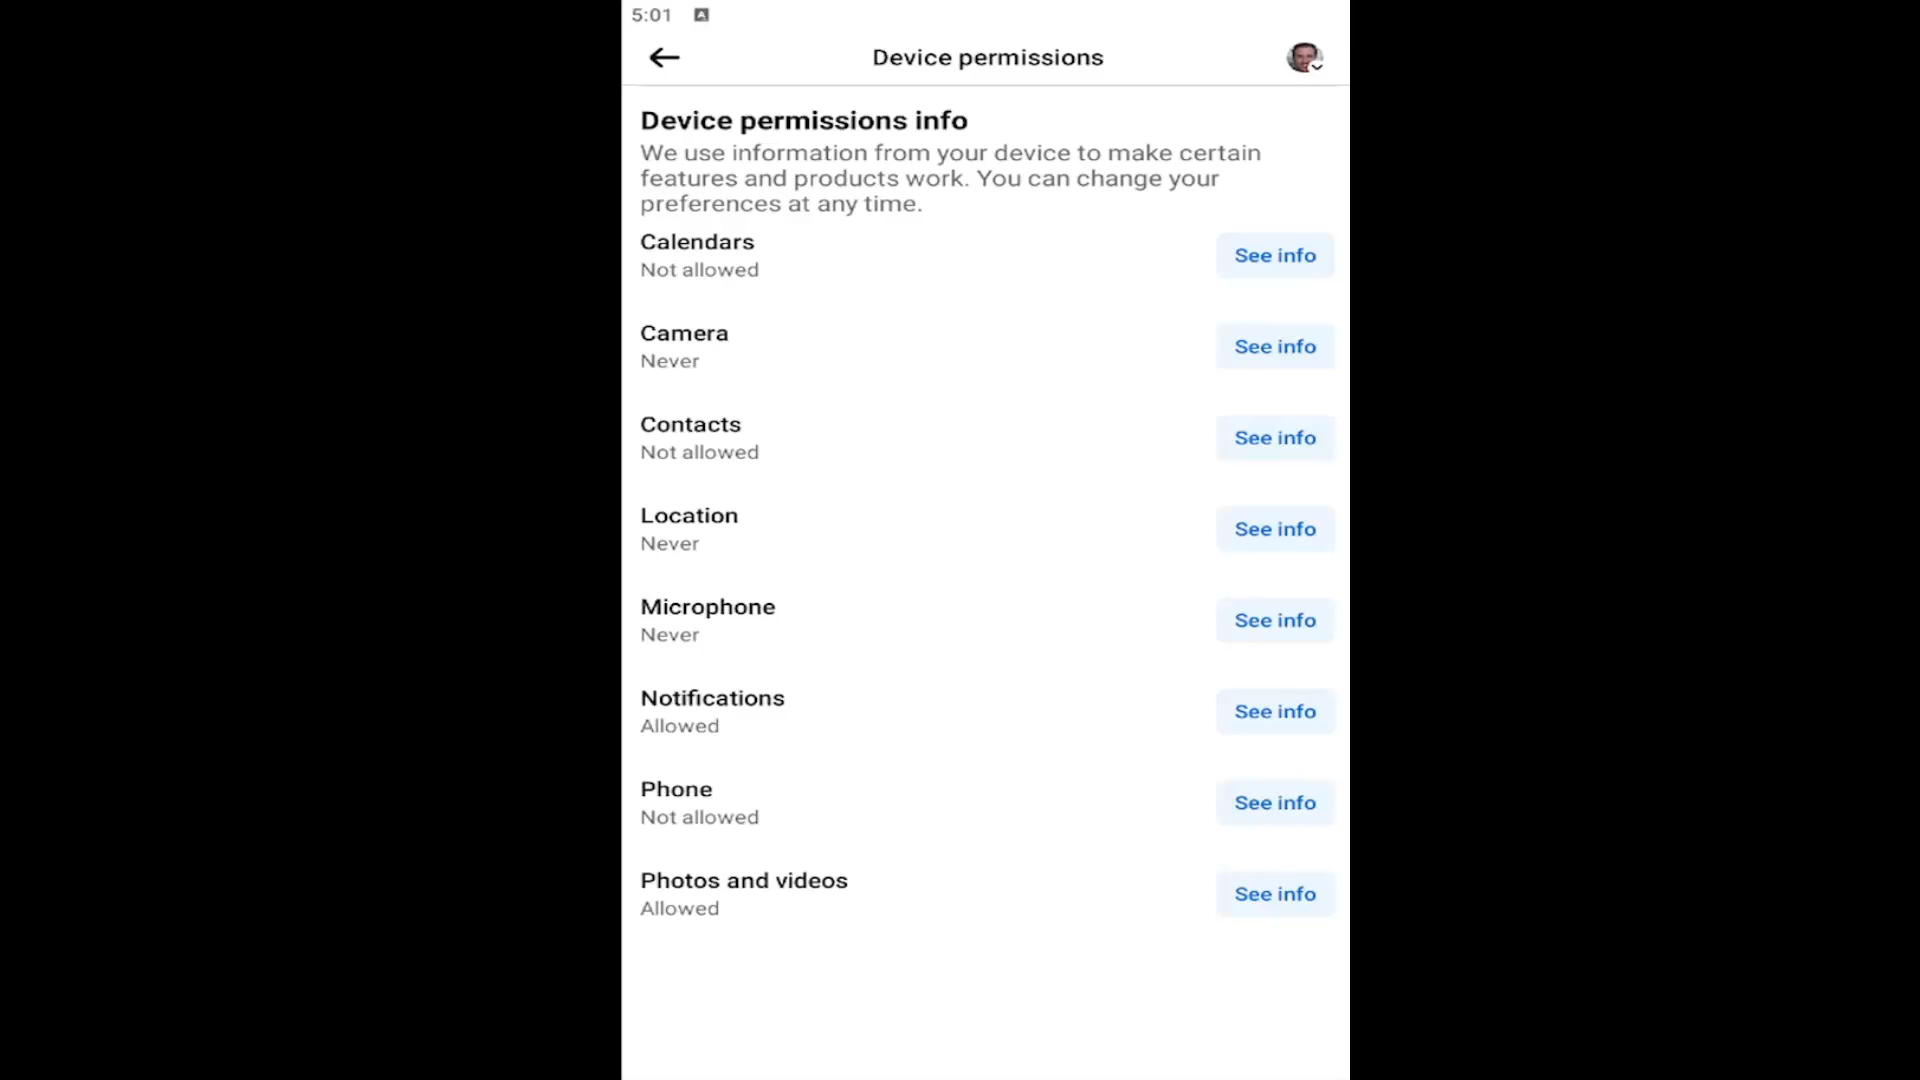 5:01 A
Device permissions
Device permissions info
We use information from your device to make certain
features and products work. You can change your
preferences at any time.
Calendars
Not allowed
See info
Camera
Never
See info
Contacts
Not allowed
See info
Location
Never
See info
Microphone
Never
See info
Notifications
Allowed
See info
Phone
Not allowed
See info
Photos and videos
Allowed
See info